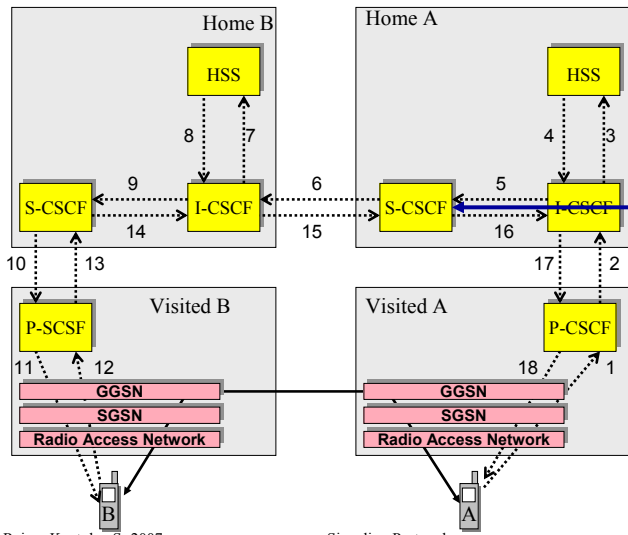 Home B
Home A
HSS
HSS
8
7
4
3
9
6
5
S-CSCF
I-CSCF
S-CSCF
I-CSCF
14
15
16
10
13
17
2
Visited B
Visited A
P-SCSF
P-CSCF
11
12
18
1
GGSN
GGSN
SGSN
SGSN
Radio Access Network
Radio Access Network
B
A